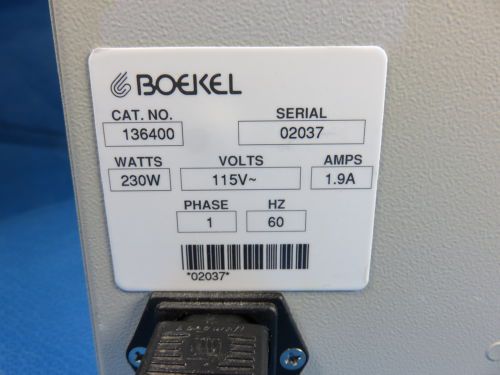 BOEKEL
CAT. NO. SERIAL
136400 02037
WATTS VOLTS AMPS
230W 115V~ 1.9A
PHASE HZ
1 60
*02037*